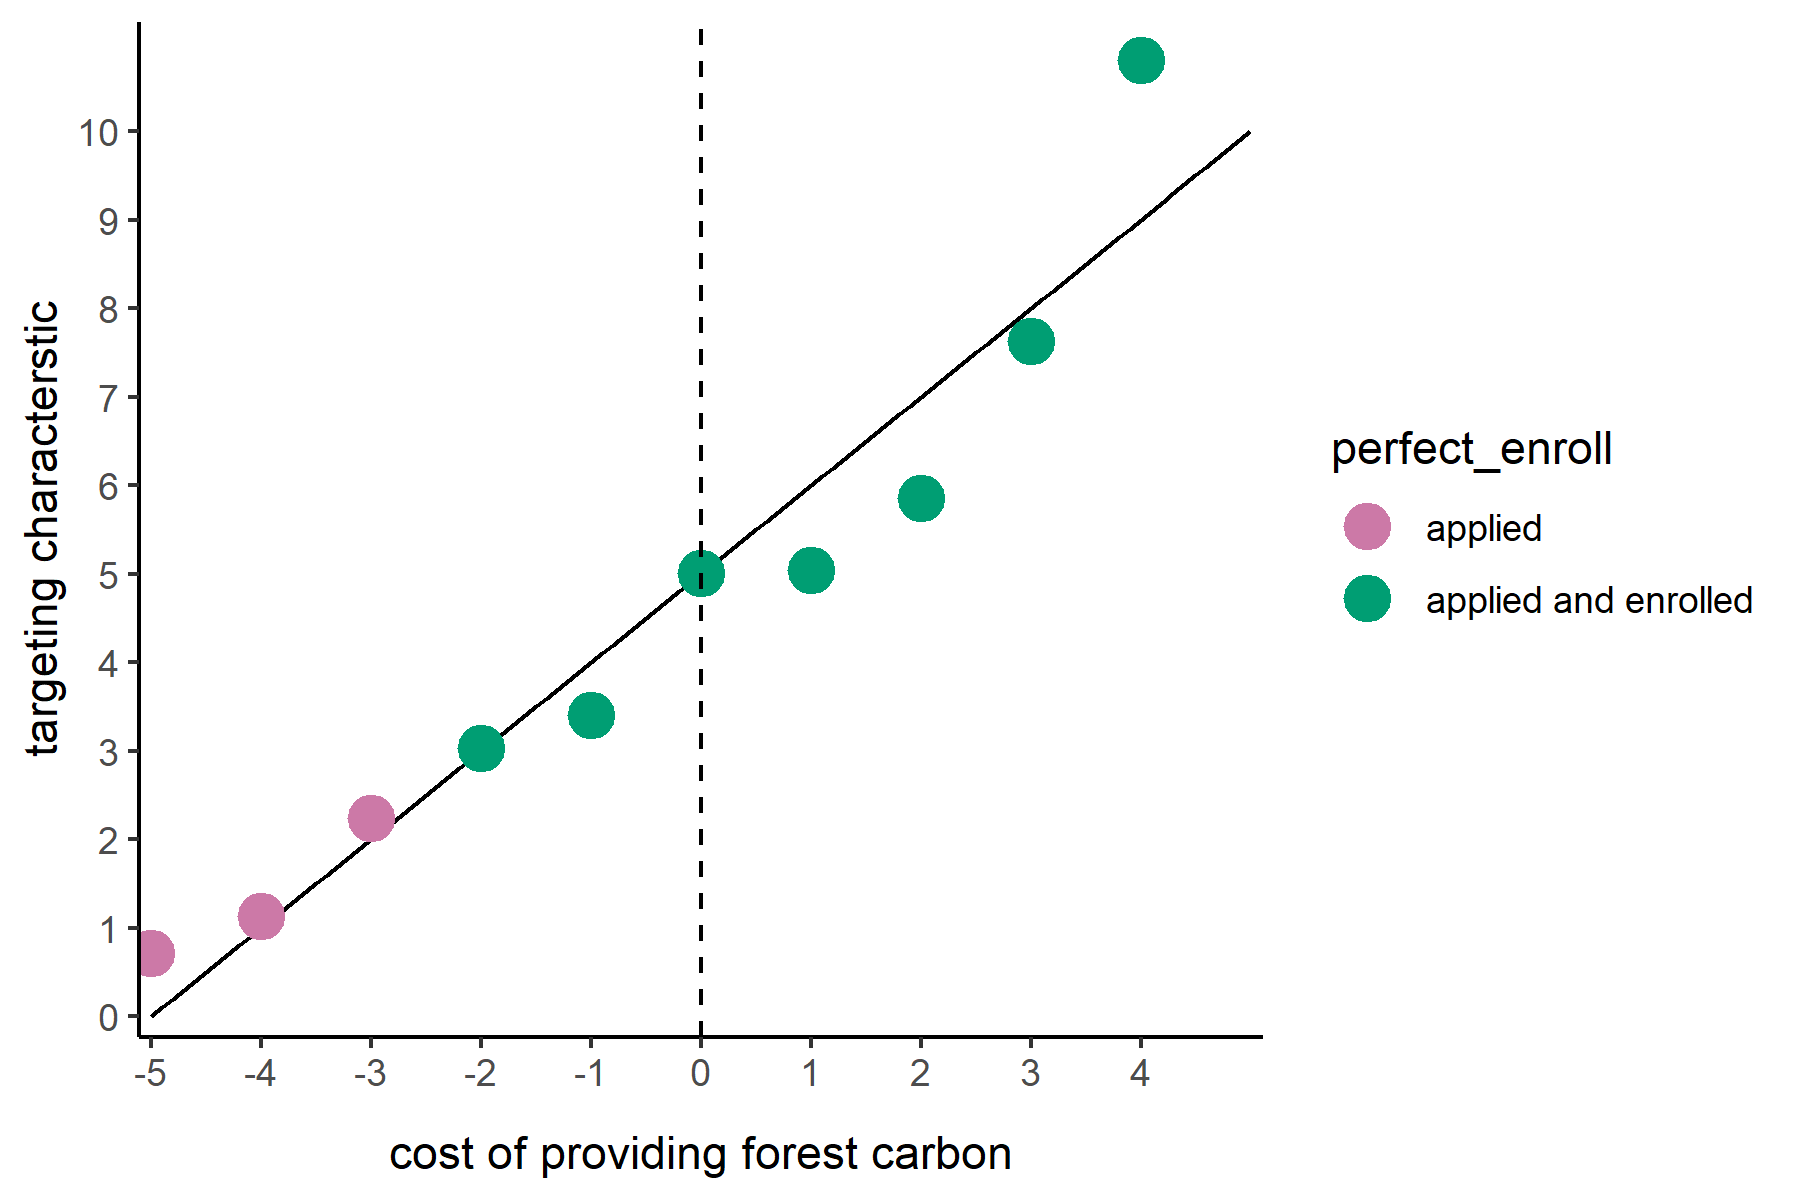 10
9
8
7
6
5
4
3
2
1
0
targeting characterstic
-5 -4 -3 -2 -1 0 1 2 3 4
cost of providing forest carbon
perfect_enroll
applied
applied and enrolled